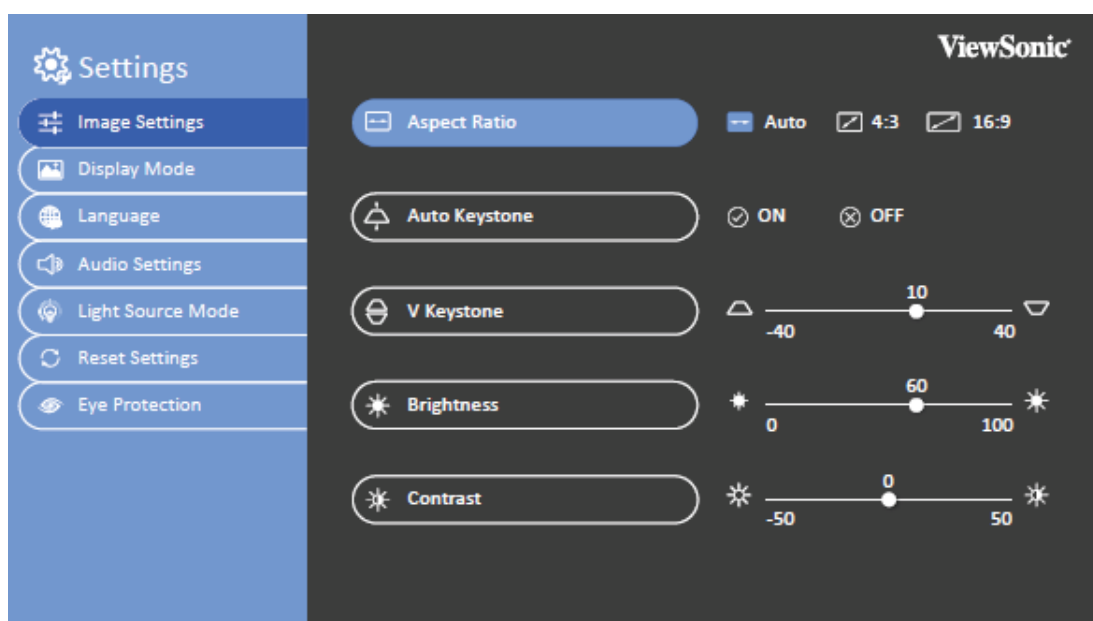 ViewSonic
Settings
Image Settings
Display Mode
Language
Audio Settings
Light Source Mode
Reset Settings
Eye Protection
Aspect Ratio Auto 4:3 16:9
Auto Keystone ON OFF
V Keystone 10
-40 40
Brightness 60
0 100
Contrast 0
-50 50